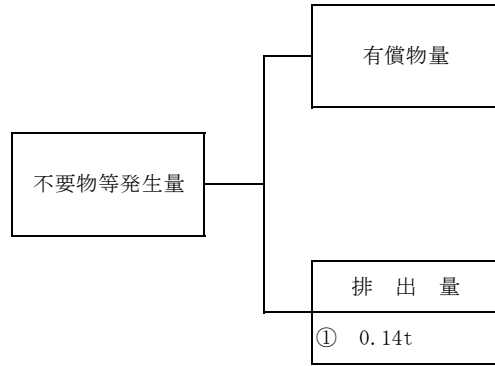 有償物量
不要物等発生量
排 出 量
① 0.14t